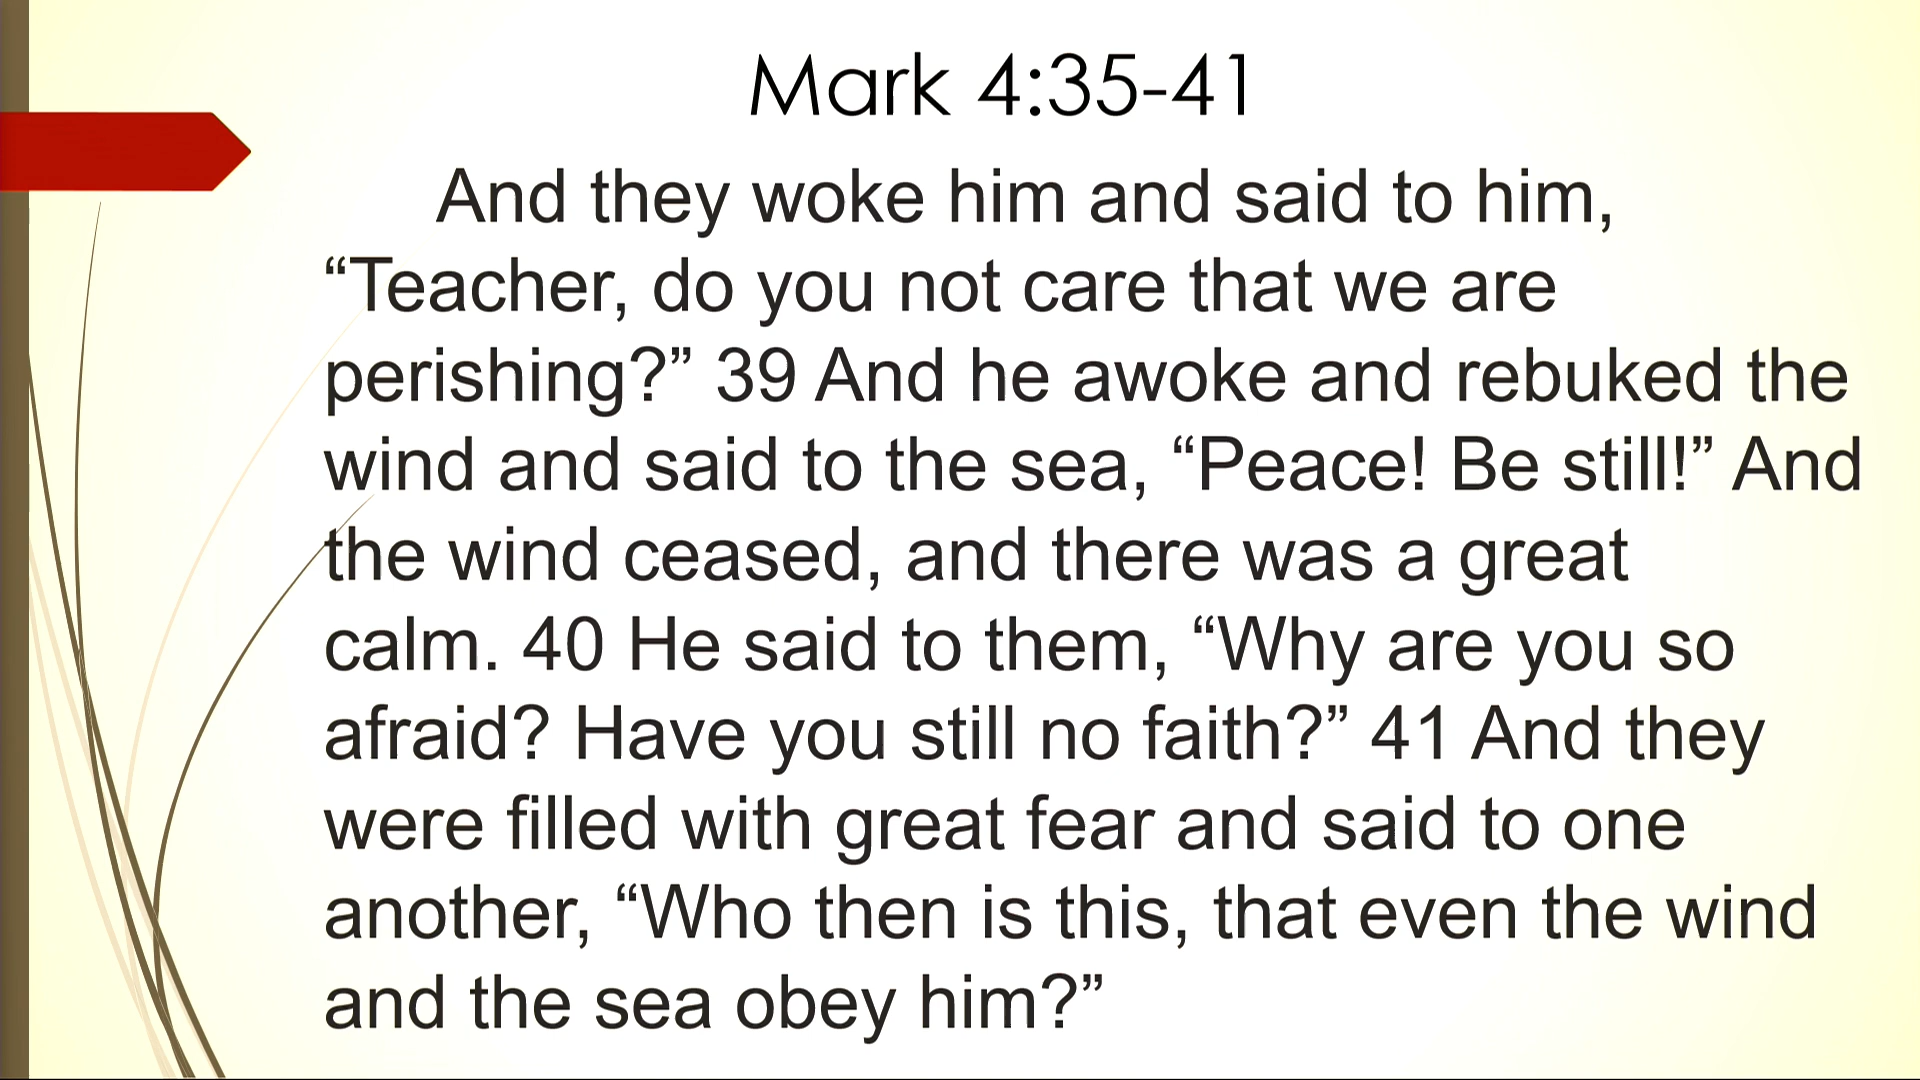 Mark 4:35-41
And they woke him and said to him,
“Teacher, do you not care that we are
perishing?” 39 And he awoke and rebuked the
wind and said to the sea, “Peace! Be still!” And
the wind ceased, and there was a great
calm. 40 He said to them, “Why are you so
afraid? Have you still no faith?” 41 And they
were filled with great fear and said to one
another, “Who then is this, that even the wind
and the sea obey him?”